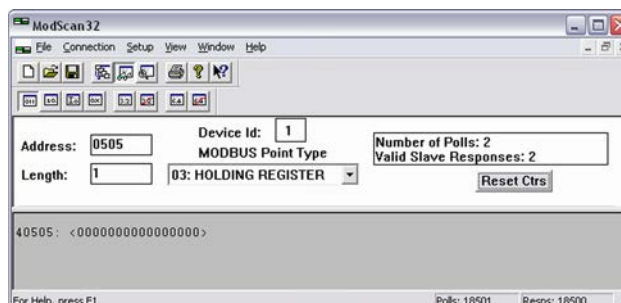 ModScan32
File Connection Setup View Window Help
Address: 0505
Device Id: 1
MODBUS Point Type
Length: 1
03: HOLDING REGISTER
Number of Polls: 2
Valid Slave Responses: 2
Reset Ctrs
40505: <0000000000000000>
For Help, press F1
Polls: 18501
Resps: 18500